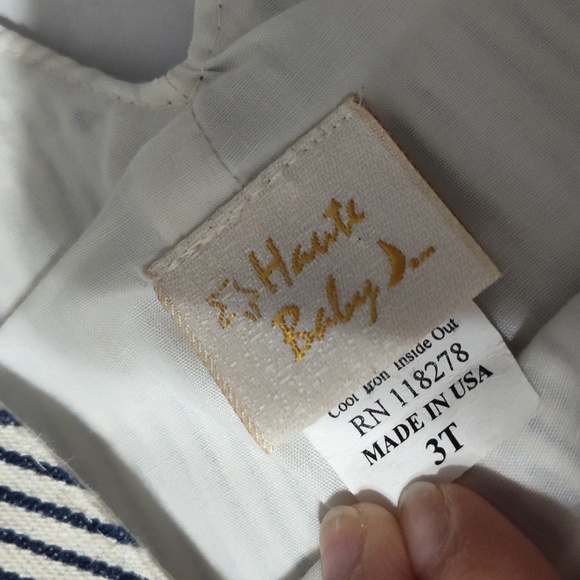 Haute
Baby
Cool Iron Inside Out
RN 118278
MADE IN USA
3T